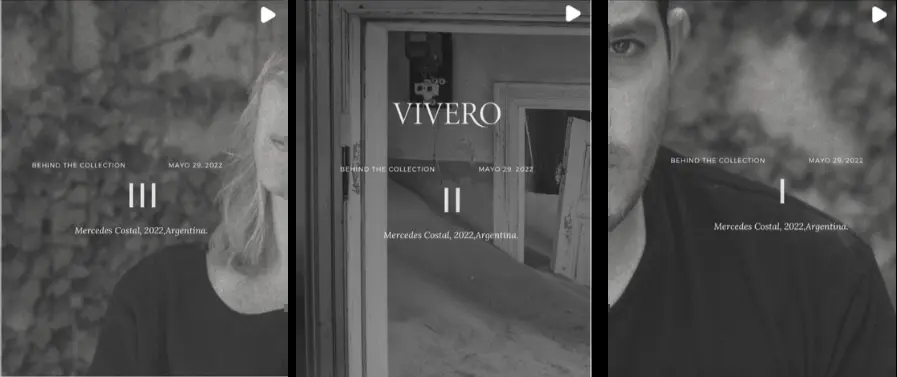 BEHIND THE COLLECTION MAYO 29, 2022
III
Mercedes Costal, 2022,Argentina.
VIVERO
BEHIND THE COLLECTION MAYO 29, 2022
II
Mercedes Costal, 2022,Argentina.
BEHIND THE COLLECTION MAYO 29, 2022
I
Mercedes Costal, 2022,Argentina.